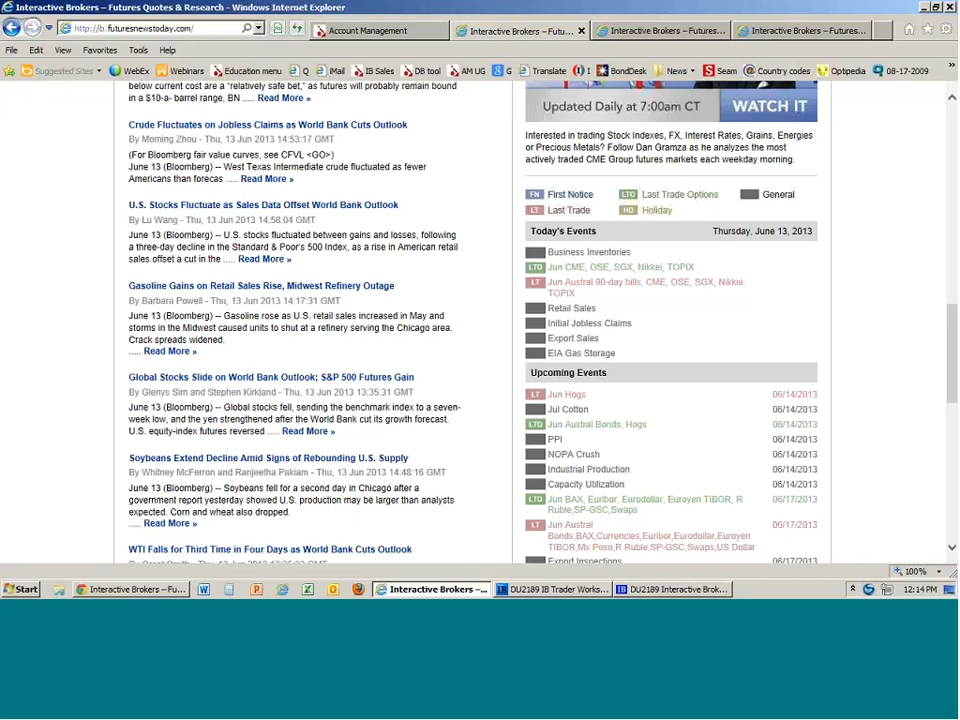 Interactive Brokers – Futures Quotes & Research - Windows Internet Explorer
http://b.futuresnewstoday.com/
Account Management
Interactive Brokers – Futu...
Interactive Brokers – Futures...
Interactive Brokers – Futures...
File Edit View Favorites Tools Help
Suggested Sites WebEx Webinars Education menu Q iMail IB Sales DB tool AM UG G Translate I BondDesk News Seam Country codes Optipedia 08-17-2009
below current cost are a “relatively safe bet,” as futures will probably remain bound
in a $10-a- barrel range, BN ..... Read More »
Crude Fluctuates on Jobless Claims as World Bank Cuts Outlook
By Moming Zhou - Thu, 13 Jun 2013 14:53:17 GMT
(For Bloomberg fair value curves, see CFVL <GO>)
June 13 (Bloomberg) -- West Texas Intermediate crude fluctuated as fewer
Americans than forecas ..... Read More »
U.S. Stocks Fluctuate as Sales Data Offset World Bank Outlook
By Lu Wang - Thu, 13 Jun 2013 14:58:04 GMT
June 13 (Bloomberg) -- U.S. stocks fluctuated between gains and losses, following
a three-day decline in the Standard & Poor’s 500 Index, as a rise in American retail
sales offset a cut in the ..... Read More »
Gasoline Gains on Retail Sales Rise, Midwest Refinery Outage
By Barbara Powell - Thu, 13 Jun 2013 14:17:31 GMT
June 13 (Bloomberg) -- Gasoline rose as U.S. retail sales increased in May and
storms in the Midwest caused units to shut at a refinery serving the Chicago area.
Crack spreads widened.
..... Read More »
Global Stocks Slide on World Bank Outlook; S&P 500 Futures Gain
By Glenys Sim and Stephen Kirkland - Thu, 13 Jun 2013 13:35:31 GMT
June 13 (Bloomberg) -- Global stocks fell, sending the benchmark index to a seven-
week low, and the yen strengthened after the World Bank cut its growth forecast.
U.S. equity-index futures reversed ..... Read More »
Soybeans Extend Decline Amid Signs of Rebounding U.S. Supply
By Whitney McFerron and Ranjeetha Pakiam - Thu, 13 Jun 2013 14:48:16 GMT
June 13 (Bloomberg) -- Soybeans fell for a second day in Chicago after a
government report yesterday showed U.S. production may be larger than analysts
expected. Corn and wheat also dropped.
..... Read More »
WTI Falls for Third Time in Four Days as World Bank Cuts Outlook
Updated Daily at 7:00am CT WATCH IT
Interested in trading Stock Indexes, FX, Interest Rates, Grains, Energies
or Precious Metals? Follow Dan Gramza as he analyzes the most
actively traded CME Group futures markets each weekday morning.
FN First Notice LTO Last Trade Options General
LT Last Trade HD Holiday
Today's Events Thursday, June 13, 2013
Business Inventories
LTO Jun CME, OSE, SGX, Nikkei, TOPIX
LT Jun Austral 90-day bills, CME, OSE, SGX, Nikkei,
TOPIX
Retail Sales
Initial Jobless Claims
Export Sales
EIA Gas Storage
Upcoming Events
LT Jun Hogs 06/14/2013
Jul Cotton 06/14/2013
LTO Jun Austral Bonds, Hogs 06/14/2013
PPI 06/14/2013
NOPA Crush 06/14/2013
Industrial Production 06/14/2013
Capacity Utilization 06/14/2013
LTO Jun BAX, Euribor, Eurodollar, Euroyen TIBOR, R 06/17/2013
Ruble,SP-GSC,Swaps
LT Jun Austral 06/17/2013
Bonds,BAX,Currencies,Euribor,Eurodollar,Euroyen
TIBOR,Mx Peso,R Ruble,SP-GSC,Swaps,US Dollar
Export Inspections 06/17/2013
100%
Start Interactive Brokers – Fu... Interactive Brokers –... DU2189 IB Trader Works... DU2189 Interactive Brok... 12:14 PM